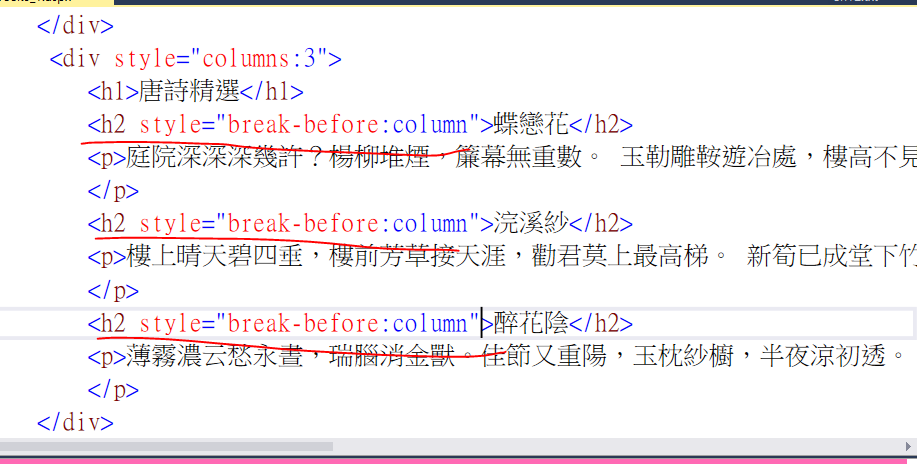 </div>
<div style="columns:3">
<h1>唐詩精選</h1>
<h2 style="break-before:column">蝶戀花</h2>
<p>庭院深深深幾許？楊柳堆煙，簾幕無重數。 玉勒雕鞍遊冶處，樓高不見
</p>
<h2 style="break-before:column">浣溪紗</h2>
<p>樓上晴天碧四垂，樓前芳草接天涯，勸君莫上最高梯。 新筍已成堂下竹
</p>
<h2 style="break-before:column">醉花陰</h2>
<p>薄霧濃云愁永晝，瑞腦消金獸。佳節又重陽，玉枕紗櫥，半夜涼初透。
</p>
</div>